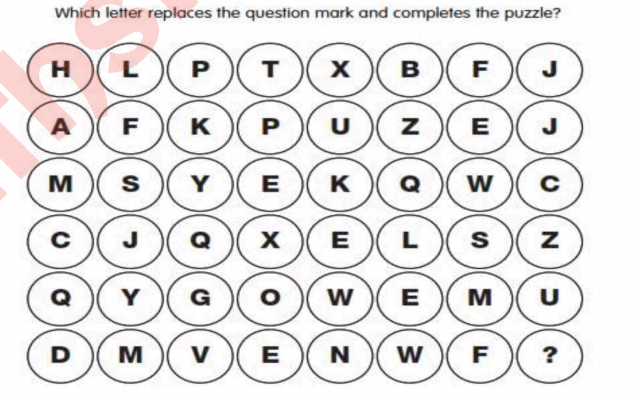 Which letter replaces the question mark and completes the puzzle?
H L P T X B F J
A F K P U Z E J
M S Y E K Q W C
C J Q X E L S Z
Q Y G O W E M U
D M V E N W F ?